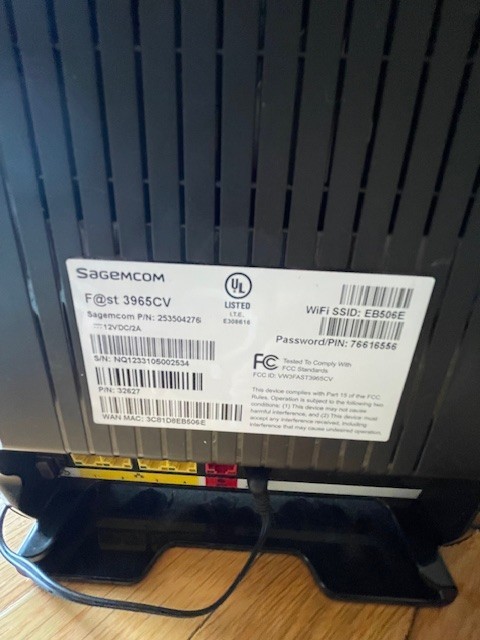 SAGEMCOM
F@st 3965CV
Sagemcom P/N: 253504276i
12VDC/2A
S/N: NQ1233105002534
P/N: 32627
WAN MAC: 3C81D8EB506E
UL
LISTED
I.T.E.
E308616
WiFi SSID: EB506E
Password/PIN: 76616556
FC Tested To Comply With
FCC Standards
FCC ID: VW3FAST3965CV
This device complies with Part 15 of the FCC
Rules, Operation is subject to the following two
conditions: (1) This device may not cause
harmful interference, and (2) This device must
accept any interference received, including
interference that may cause undesired operation.